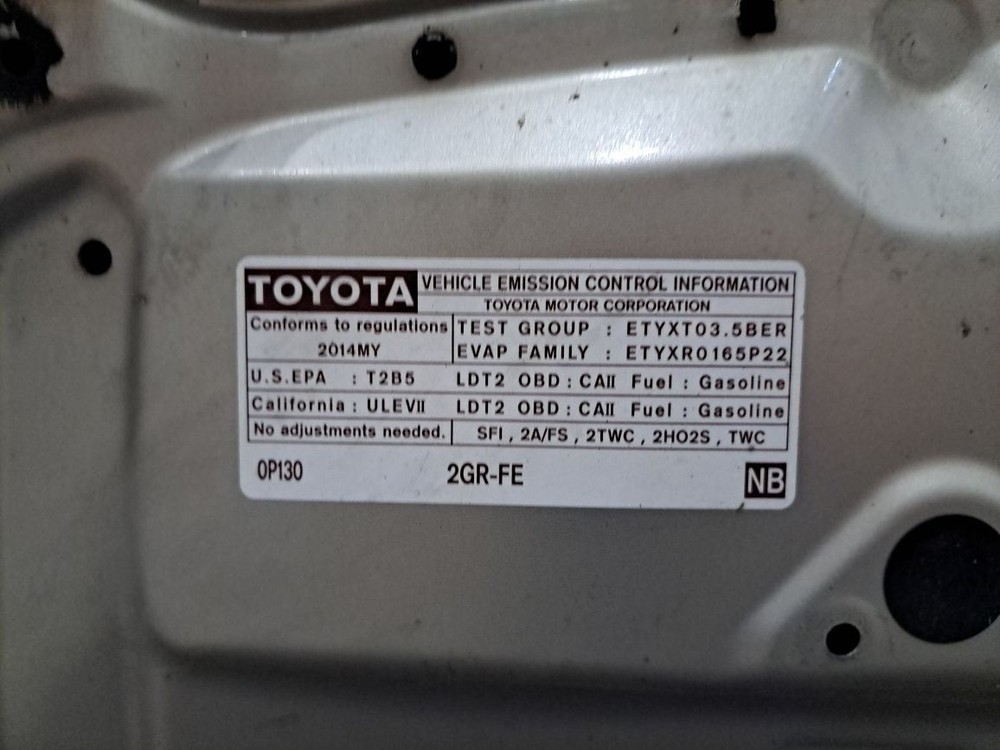 TOYOTA VEHICLE EMISSION CONTROL INFORMATION
TOYOTA MOTOR CORPORATION
Conforms to regulations TEST GROUP : ETYXT03.5BER
2014MY EVAP FAMILY : ETYXR0165P22
U.S.EPA : T2B5 LDT2 OBD : CAII Fuel : Gasoline
California : ULEVII LDT2 OBD : CAII Fuel : Gasoline
No adjustments needed. SFI , 2A/FS , 2TWC , 2HO2S , TWC
0P130 2GR-FE NB